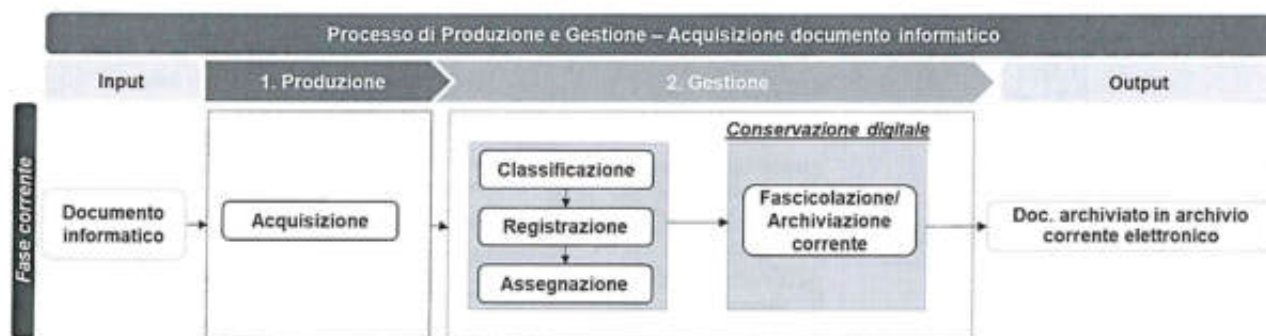 Processo di Produzione e Gestione – Acquisizione documento informatico
Input
1. Produzione
2. Gestione
Output
Fase corrente
Documento
informatico
Acquisizione
Classificazione
Registrazione
Assegnazione
Conservazione digitale
Fascicolazione/
Archiviazione
corrente
Doc. archiviato in archivio
corrente elettronico